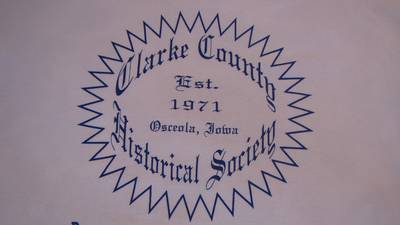 Clarke County
Est.
1971
Osceola, Iowa
Historical Society